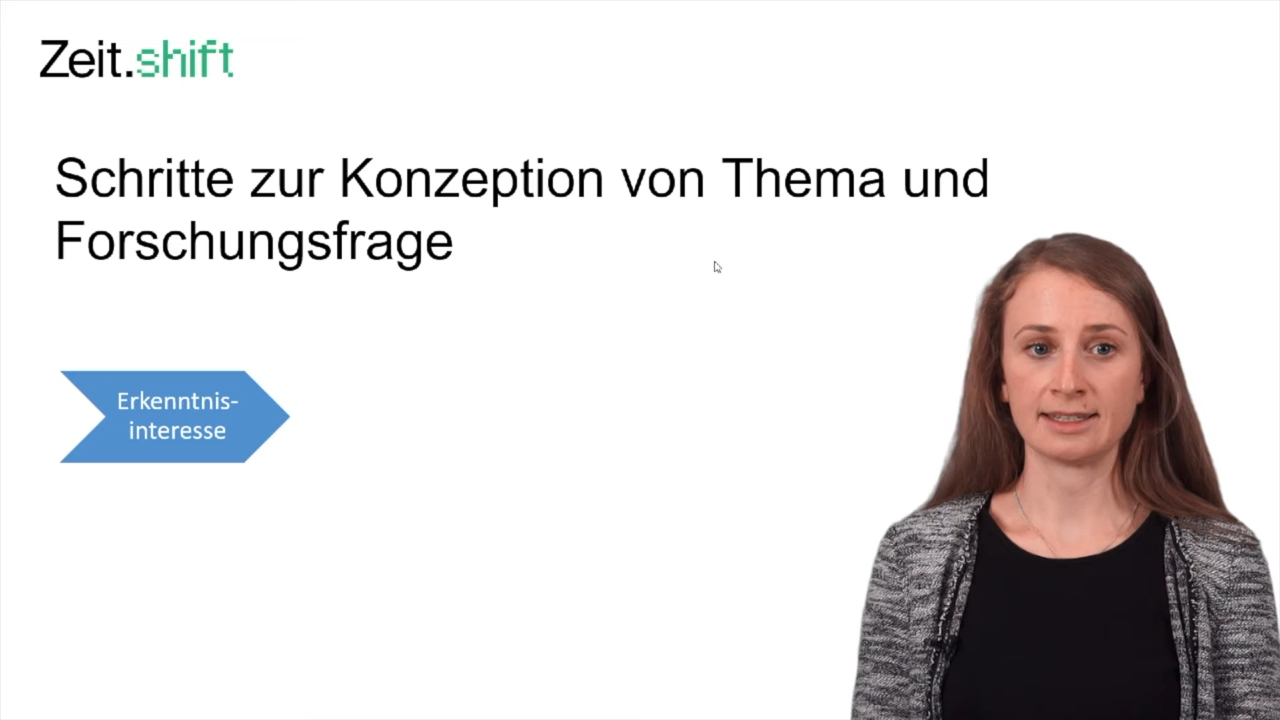 Zeit.shift
Schritte zur Konzeption von Thema und
Forschungsfrage
Erkenntnis-
interesse